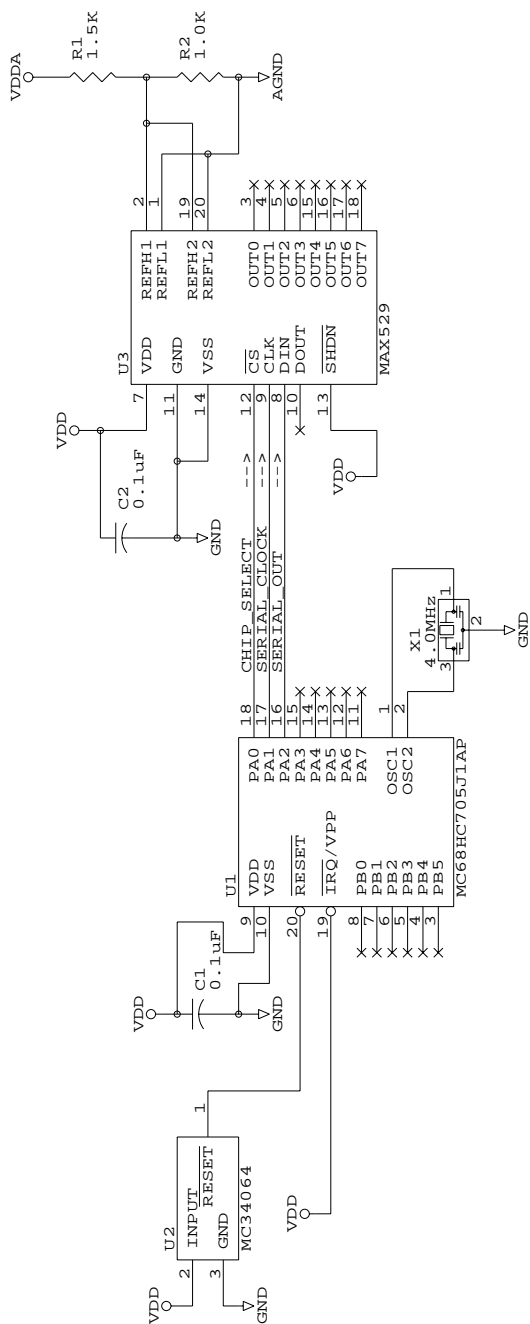 VDD
GND
2
3
U2
INPUT
RESET
GND
MC34064
1
VDD
VDD
C1
0.1uF
GND
9
10
20
19
8
7
6
5
4
3
U1
VDD
VSS
RESET
IRQ/VPP
PB0
PB1
PB2
PB3
PB4
PB5
PA0
PA1
PA2
PA3
PA4
PA5
PA6
PA7
OSC1
OSC2
MC68HC705J1AP
18
17
16
15
14
13
12
11
1
2
CHIP_SELECT --->
SERIAL_CLOCK --->
SERIAL_OUT --->
X1
4.0MHz
3
1
2
GND
VDD
C2
0.1uF
GND
VDD
7
11
14
12
9
8
10
13
U3
VDD
GND
VSS
CS
CLK
DIN
DOUT
SHDN
REFH1
REFL1
REFH2
REFL2
OUT0
OUT1
OUT2
OUT3
OUT4
OUT5
OUT6
OUT7
MAX529
2
1
19
20
3
4
5
6
15
16
17
18
VDDA
R1
1.5K
R2
1.0K
AGND